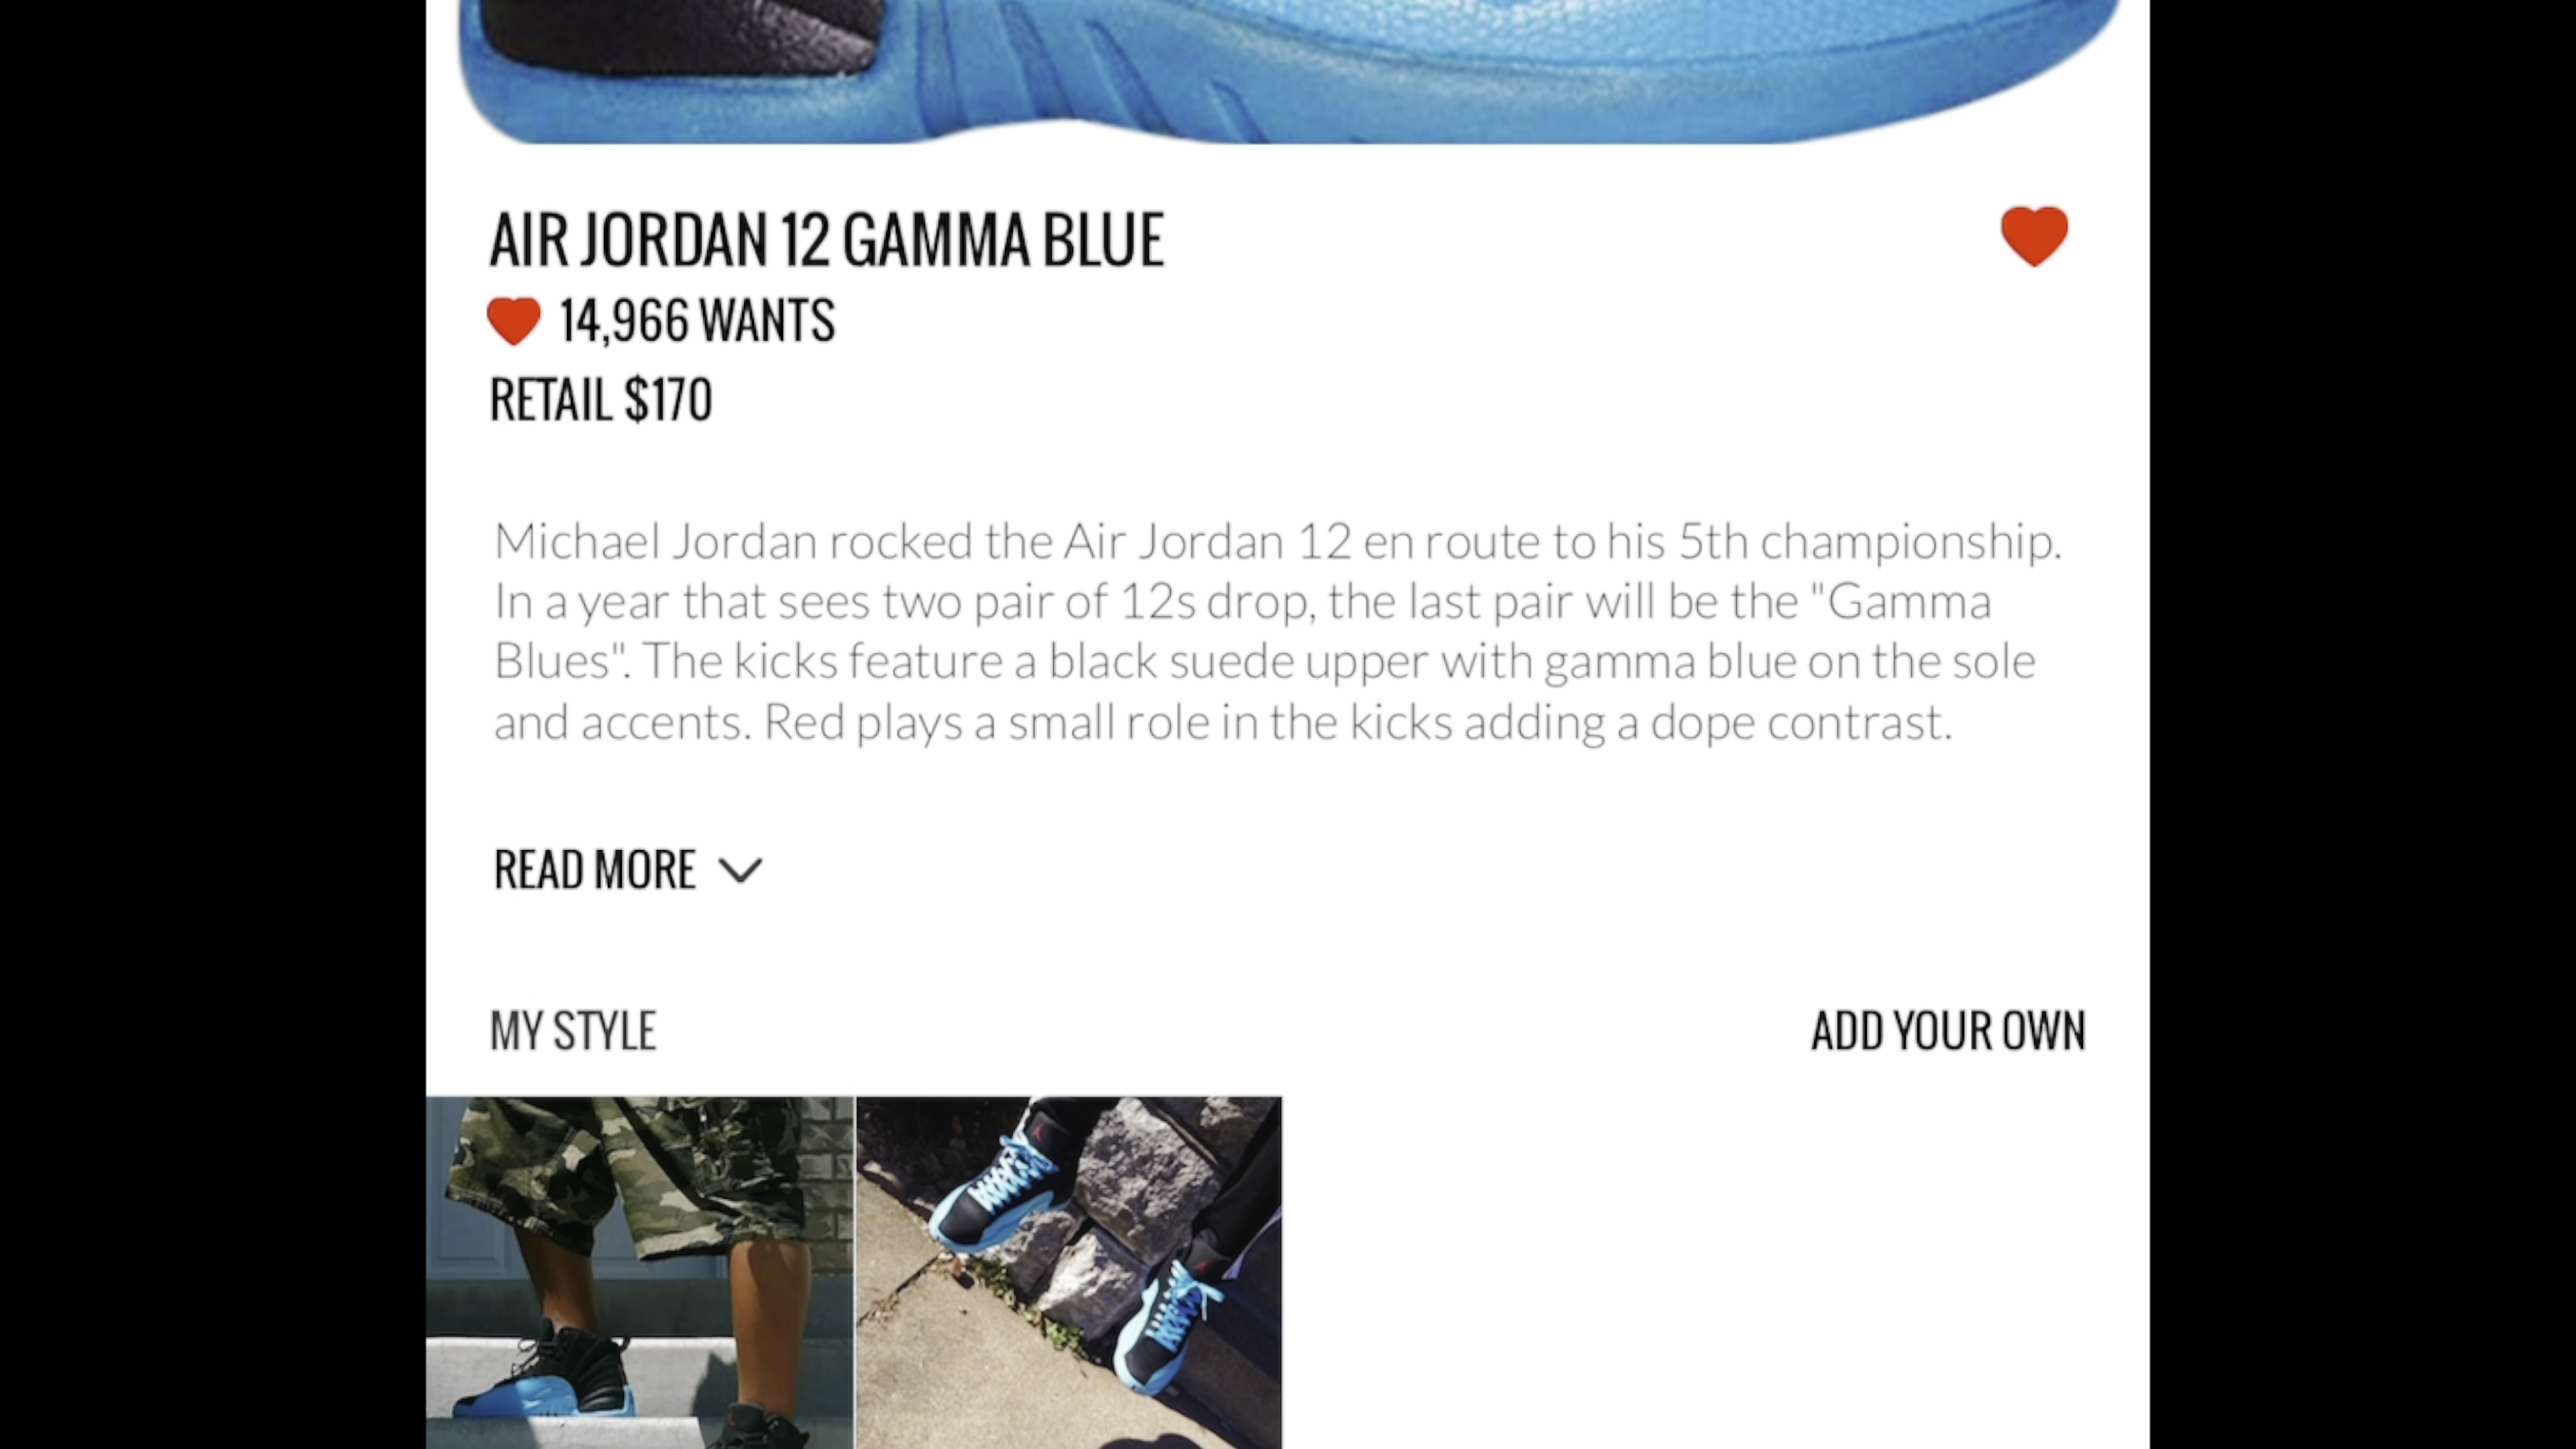 AIR JORDAN 12 GAMMA BLUE
14,966 WANTS
RETAIL $170
Michael Jordan rocked the Air Jordan 12 en route to his 5th championship.
In a year that sees two pair of 12s drop, the last pair will be the "Gamma
Blues". The kicks feature a black suede upper with gamma blue on the sole
and accents. Red plays a small role in the kicks adding a dope contrast.
READ MORE
MY STYLE
ADD YOUR OWN